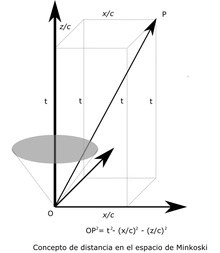 x/c
P
z/c
t
t
t
t
O
x/c
OP²= t²- (x/c)² - (z/c)²
Concepto de distancia en el espacio de Minkoski